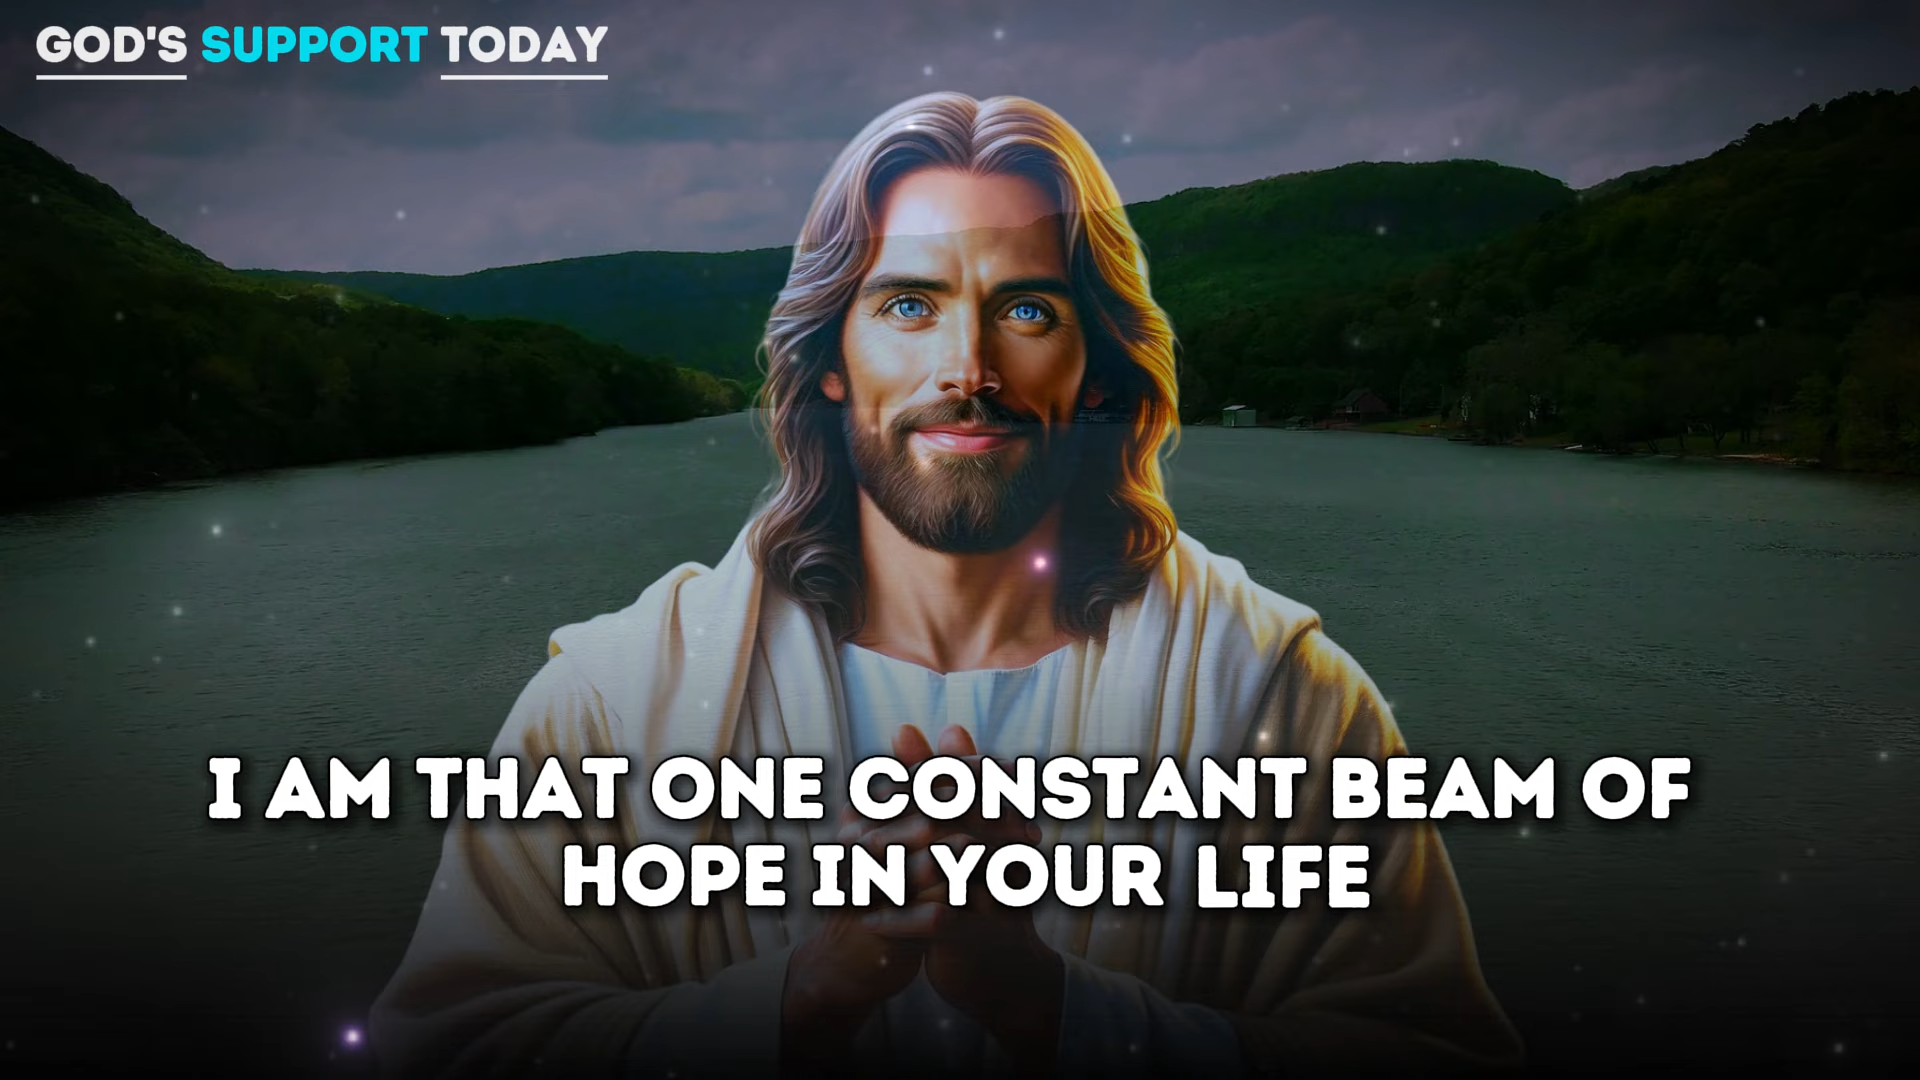 GOD'S SUPPORT TODAY
I AM THAT ONE CONSTANT BEAM OF
HOPE IN YOUR LIFE